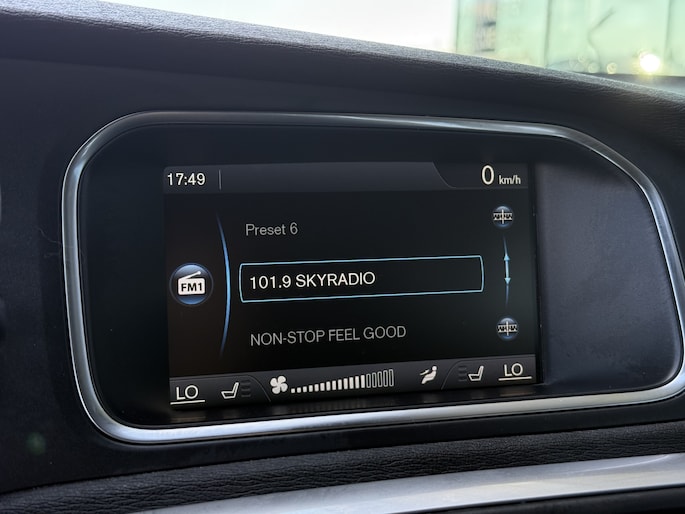 17:49
0 km/h
Preset 6
FM1
101.9 SKYRADIO
NON-STOP FEEL GOOD
LO
LO